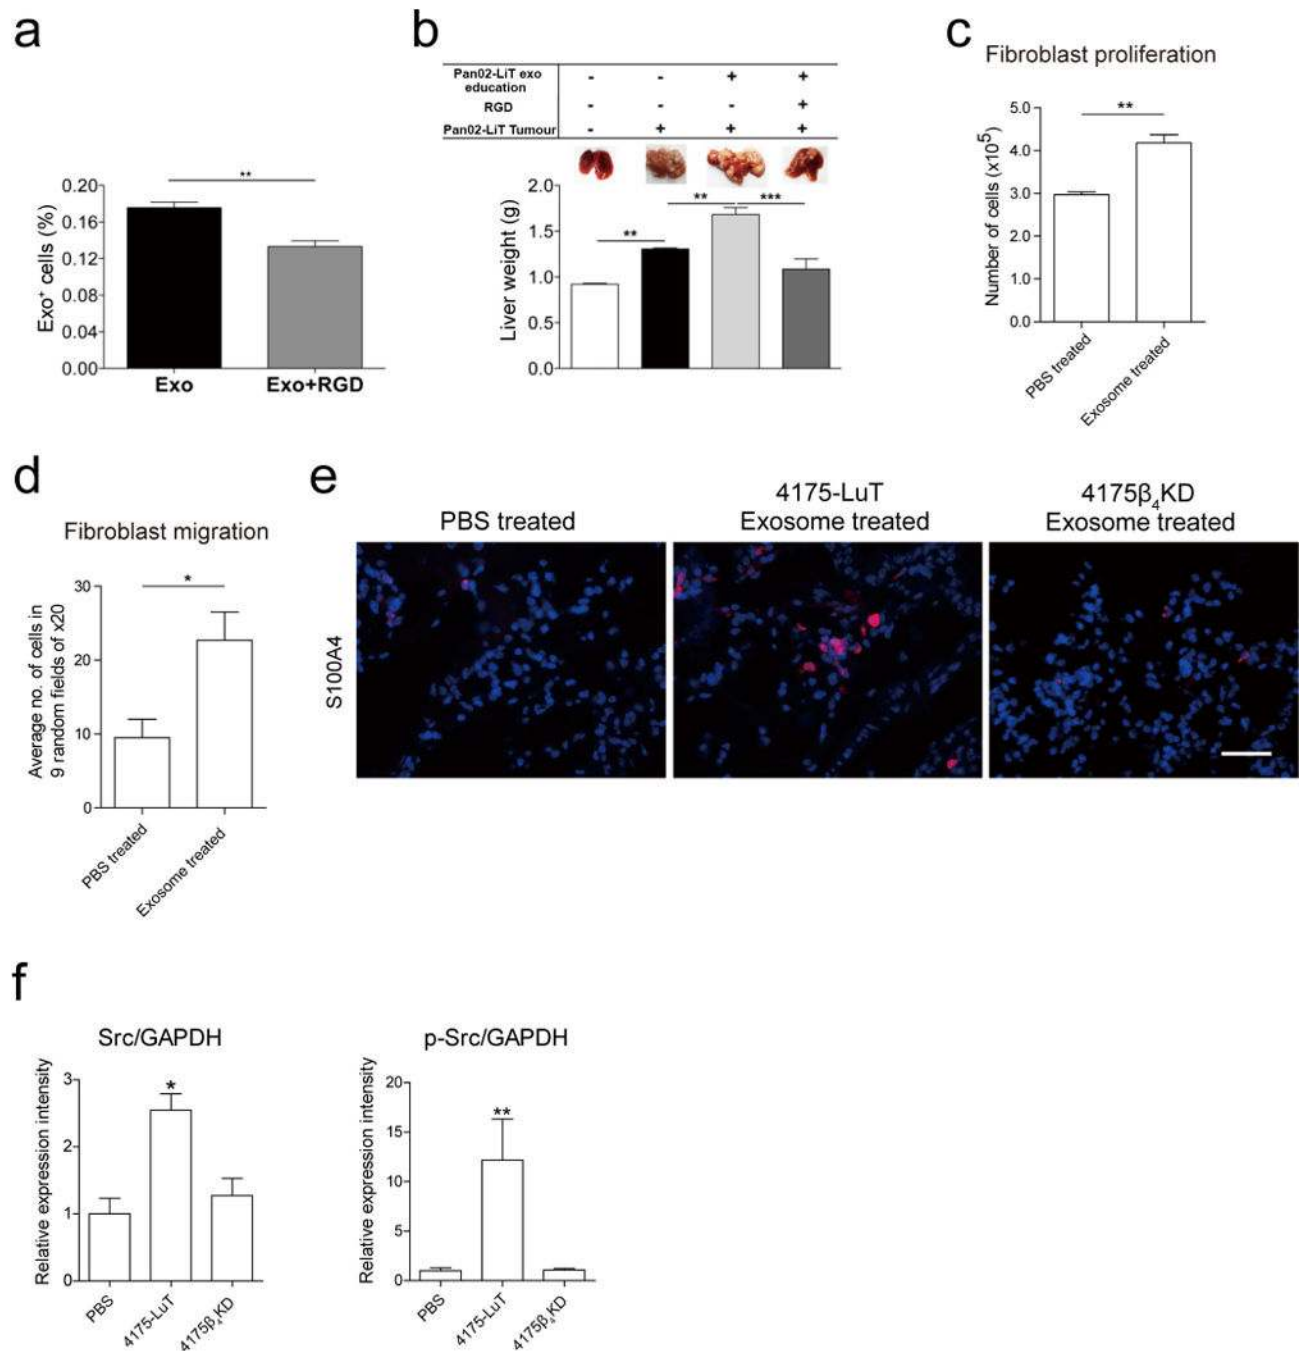 a
**
0.20
0.16
0.12
0.08
0.04
0.00
Exo⁺ cells (%)
Exo Exo+RGD
b
Pan02-LiT exo education - - + +
RGD - - - +
Pan02-LiT Tumour - + + +
** ** ***
2.0
1.5
1.0
0.5
0.0
Liver weight (g)
c
Fibroblast proliferation
**
5.0
4.0
3.0
2.0
1.0
0.0
Number of cells (x10⁵)
PBS treated
Exosome treated
d
Fibroblast migration
*
30
20
10
0
Average no. of cells in
9 random fields of x20
PBS treated
Exosome treated
e
PBS treated
4175-LuT
Exosome treated
4175β₄KD
Exosome treated
S100A4
f
Src/GAPDH
*
3
2
1
0
Relative expression intensity
PBS
4175-LuT
4175β₄KD
p-Src/GAPDH
**
20
15
10
5
0
Relative expression intensity
PBS
4175-LuT
4175β₄KD